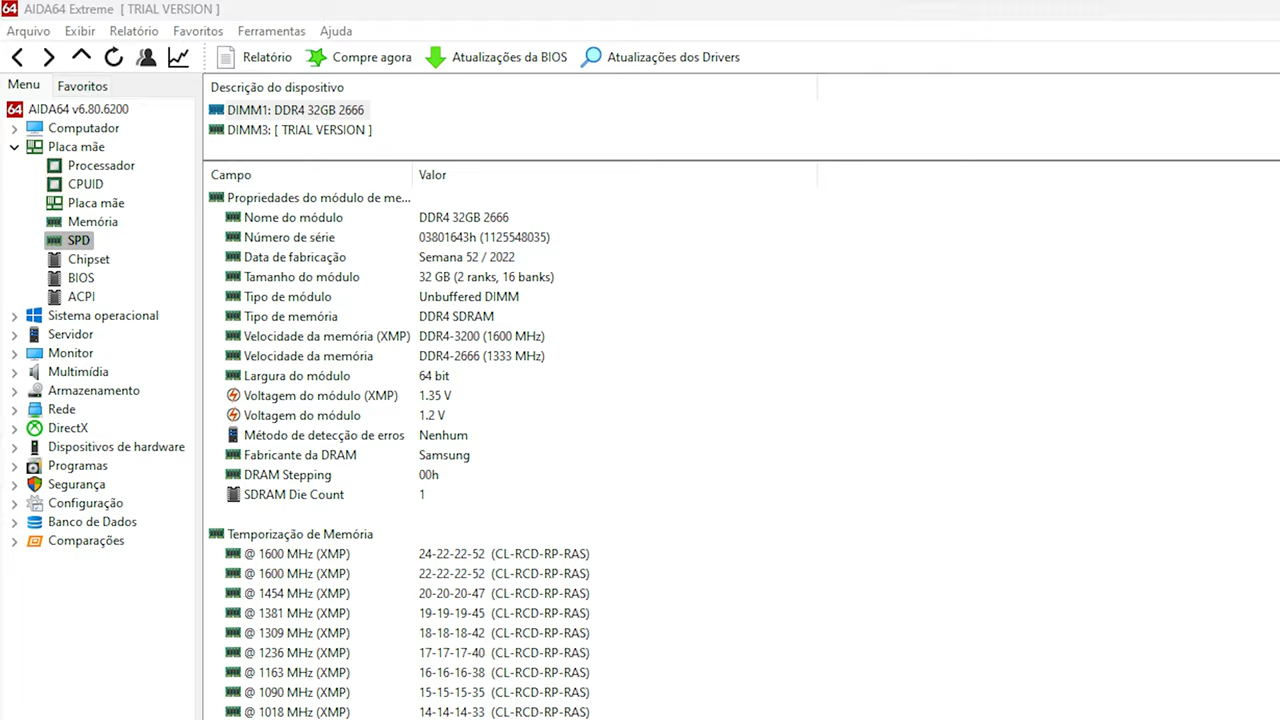 AIDA64 Extreme [ TRIAL VERSION ]
Arquivo Exibir Relatório Favoritos Ferramentas Ajuda
Relatório Compre agora Atualizações da BIOS Atualizações dos Drivers
Menu Favoritos
64 AIDA64 v6.80.6200
Computador
Placa mãe
Processador
CPUID
Placa mãe
Memória
SPD
Chipset
BIOS
ACPI
Sistema operacional
Servidor
Monitor
Multimídia
Armazenamento
Rede
DirectX
Dispositivos de hardware
Programas
Segurança
Configuração
Banco de Dados
Comparações
Descrição do dispositivo
DIMM1: DDR4 32GB 2666
DIMM3: [ TRIAL VERSION ]
Campo Valor
Propriedades do módulo de me...
Nome do módulo DDR4 32GB 2666
Número de série 03801643h (1125548035)
Data de fabricação Semana 52 / 2022
Tamanho do módulo 32 GB (2 ranks, 16 banks)
Tipo de módulo Unbuffered DIMM
Tipo de memória DDR4 SDRAM
Velocidade da memória (XMP) DDR4-3200 (1600 MHz)
Velocidade da memória DDR4-2666 (1333 MHz)
Largura do módulo 64 bit
Voltagem do módulo (XMP) 1.35 V
Voltagem do módulo 1.2 V
Método de detecção de erros Nenhum
Fabricante da DRAM Samsung
DRAM Stepping 00h
SDRAM Die Count 1
Temporização de Memória
@ 1600 MHz (XMP) 24-22-22-52 (CL-RCD-RP-RAS)
@ 1600 MHz (XMP) 22-22-22-52 (CL-RCD-RP-RAS)
@ 1454 MHz (XMP) 20-20-20-47 (CL-RCD-RP-RAS)
@ 1381 MHz (XMP) 19-19-19-45 (CL-RCD-RP-RAS)
@ 1309 MHz (XMP) 18-18-18-42 (CL-RCD-RP-RAS)
@ 1236 MHz (XMP) 17-17-17-40 (CL-RCD-RP-RAS)
@ 1163 MHz (XMP) 16-16-16-38 (CL-RCD-RP-RAS)
@ 1090 MHz (XMP) 15-15-15-35 (CL-RCD-RP-RAS)
@ 1018 MHz (XMP) 14-14-14-33 (CL-RCD-RP-RAS)